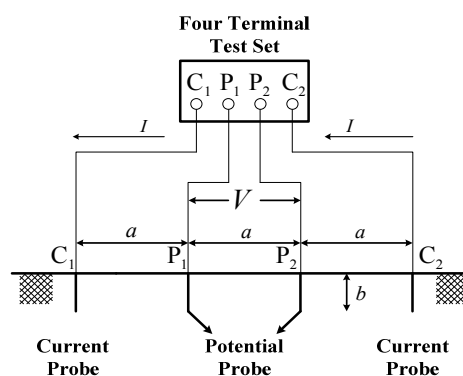 Four Terminal
Test Set
C₁ P₁ P₂ C₂
I I
V
a a a
C₁ P₁ P₂ C₂
b
Current Potential Current
Probe Probe Probe